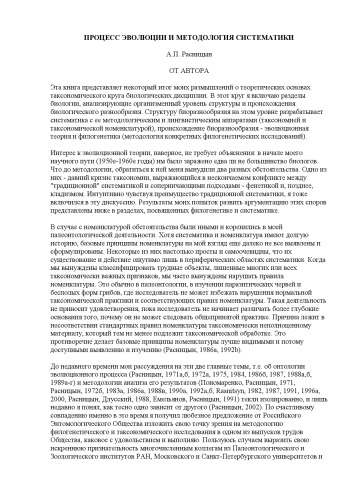 ПРОЦЕСС ЭВОЛЮЦИИ И МЕТОДОЛОГИЯ СИСТЕМАТИКИ
А.П. Расницын
ОТ АВТОРА
Эта книга представляет некоторый итог моих размышлений о теоретических основах
таксономического круга биологических дисциплин. В этот круг я включаю разделы
биологии, анализирующие организменный уровень структуры и происхождения
биологического разнообразия. Структуру биоразнообразия на этом уровне разрабатывает
систематика с ее методологическим и лингвистическим аппаратами (таксономией и
таксономической номенклатурой), происхождение биоразнообразия - эволюционная
теория и филогенетика (методология конкретных филогенетических исследований).
Интерес к эволюционной теории, наверное, не требует объяснения: в начале моего
научного пути (1950е-1960е годы) им было заражено едва ли не большинство биологов.
Что до методологии, обратиться к ней меня вынудили два разных обстоятельства. Одно из
них - давний кризис таксономии, выражающийся в нескончаемом конфликте между
"традиционной" систематикой и соперничающими подходами - фенетикой и, позднее,
кладизмом. Интуитивно чувствуя преимущество традиционной систематики, я тоже
включился в эту дискуссию. Результаты моих попыток развить аргументацию этих споров
представлены ниже в разделах, посвященных филогенетике и систематике.
В случае с номенклатурой обстоятельства были иными и коренились в моей
палеонтологической деятельности. Хотя систематика и номенклатура имеют долгую
историю, базовые принципы номенклатуры на мой взгляд еще далеко не все выявлены и
сформулированы. Некоторые из них настолько просты и самоочевидны, что их
существование и действие ощутимо лишь в периферических областях систематики. Когда
мы вынуждены классифицировать трудные объекты, лишенные многих или всех
таксономически важных признаков, мы часто вынуждены нарушать правила
номенклатуры. Это обычно в палеонтологии, в изучении паразитических червей и
бесполых форм грибов, где исследователь не может избежать нарушения нормальной
таксономической практики и соответствующих правил номенклатуры. Такая деятельность
не приносит удовлетворения, пока исследователь не начинает различать более глубокие
основания того, почему он не может следовать общепринятой практике. Причина лежит в
несоответствии стандартных правил номенклатуры таксономически неполноценному
материалу, который тем не менее подлежит таксономической обработке. Это
противоречие делает базовые принципы номенклатуры лучше видимыми и потому
доступными выявлению и изучению (Расницын, 1986а, 1992b).
До недавнего времени мои рассуждения на эти две главные темы, т.е. об онтологии
эволюционного процесса (Расницын, 1971а,б, 1972а, 1975, 1984, 1986б, 1987, 1988а,б,
1989а-г) и методологии анализа его результатов (Пономаренко, Расницын, 1971,
Расницын, 1972б, 1983а, 1986а, 1988в, 1990а, 1992а,б, Rasnitsyn, 1982, 1987, 1991, 1996а,
2000, Расницын, Длусский, 1988, Емельянов, Расницын, 1991) текли изолированно, и лишь
недавно я понял, как тесно одно зависит от другого (Расницын, 2002). По счастливому
совпадению именно в это время я получил любезное предложение от Российского
Энтомологического Общества изложить свою точку зрения на методологию
филогенетического и таксономического исследования в одном из выпусков трудов
Общества, каковое с удовольствием и выполняю. Пользуюсь случаем выразить свою
искреннюю признательность многочисленным коллегам из Палеонтологического и
Зоологического институтов РАН, Московского и Санкт-Петербургского университетов и